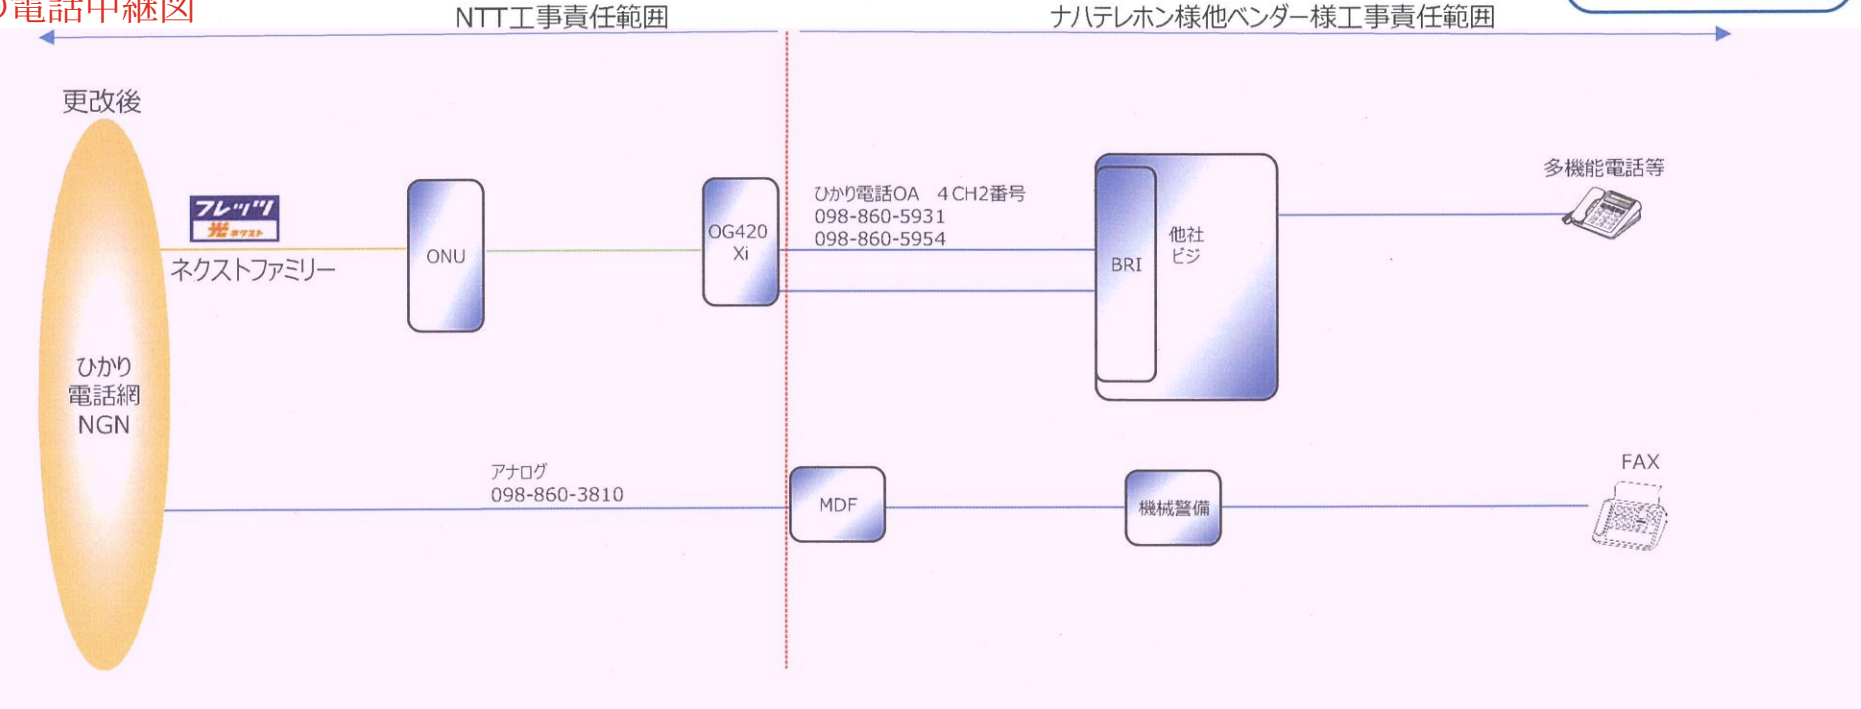 電話中継図
NTT工事責任範囲
ナハテレホン様他ベンダー様工事責任範囲
更改後
フレッツ
光ネクスト
ネクストファミリー
ONU
OG420
Xi
ひかり電話OA 4CH2番号
098-860-5931
098-860-5954
BRI
他社
ビジ
多機能電話等
ひかり
電話網
NGN
アナログ
098-860-3810
MDF
機械警備
FAX